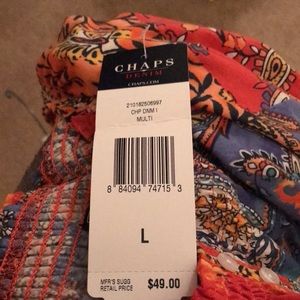 CHAPS
DENIM
CHAPS.COM
210182506997
CHP DNM I
MULTI
8 84094 74715 3
L
MFR'S SUGG
RETAIL PRICE
$49.00